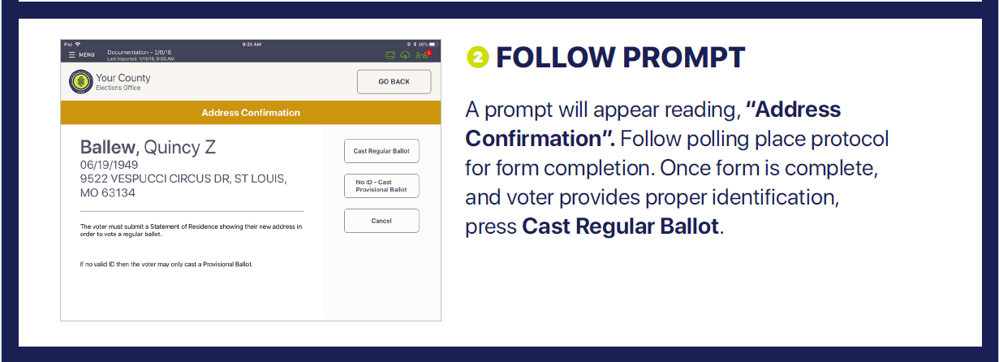 iPad
9:25 AM
66%
MENU
Documentation - 2/6/18
Last Imported: 1/19/18, 9:05 AM
2
Your County
Elections Office
GO BACK
Address Confirmation
Ballew, Quincy Z
06/19/1949
9522 VESPUCCI CIRCUS DR, ST LOUIS,
MO 63134
The voter must submit a Statement of Residence showing their new address in
order to vote a regular ballot.
If no valid ID then the voter may only cast a Provisional Ballot.
Cast Regular Ballot
No ID - Cast
Provisional Ballot
Cancel
2 FOLLOW PROMPT
A prompt will appear reading, “Address
Confirmation”. Follow polling place protocol
for form completion. Once form is complete,
and voter provides proper identification,
press Cast Regular Ballot.